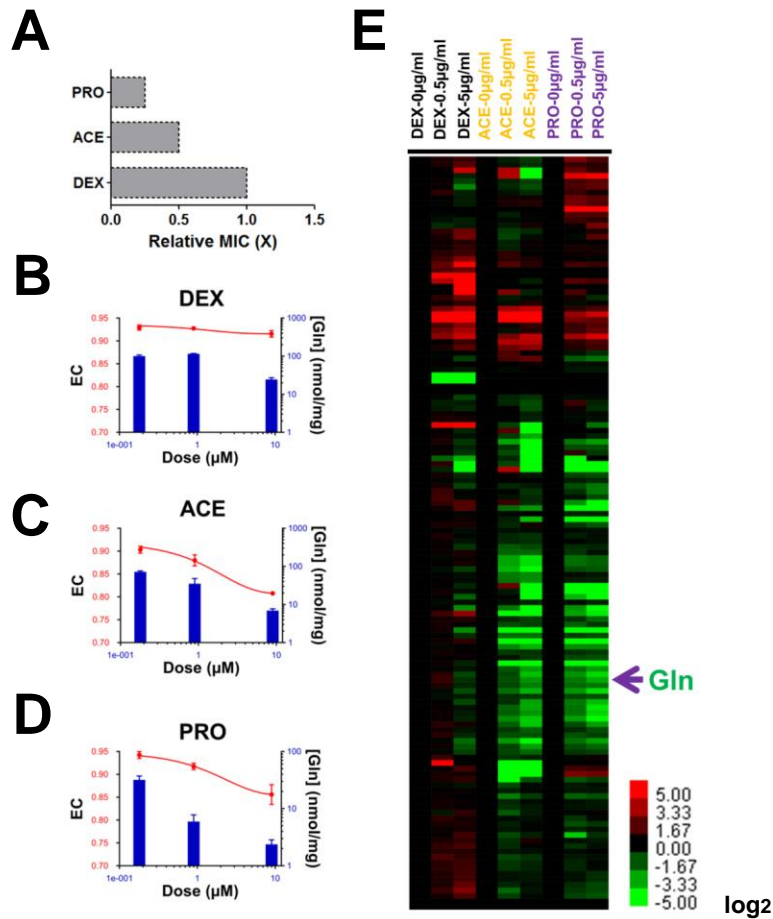 A
PRO
ACE
DEX
0.0 0.5 1.0 1.5
Relative MIC (X)
B
DEX
0.95
0.90
0.85
0.80
0.75
0.70
EC
1000
100
10
1
[Gln] (nmol/mg)
1e-001 1 10
Dose (µM)
C
ACE
0.95
0.90
0.85
0.80
0.75
0.70
EC
1000
100
10
1
[Gln] (nmol/mg)
1e-001 1 10
Dose (µM)
D
PRO
0.95
0.90
0.85
0.80
0.75
0.70
EC
100
10
1
[Gln] (nmol/mg)
1e-001 1 10
Dose (µM)
E
DEX-0µg/ml
DEX-0.5µg/ml
DEX-5µg/ml
ACE-0µg/ml
ACE-0.5µg/ml
ACE-5µg/ml
PRO-0µg/ml
PRO-0.5µg/ml
PRO-5µg/ml
Gln
5.00
3.33
1.67
0.00
-1.67
-3.33
-5.00
log2